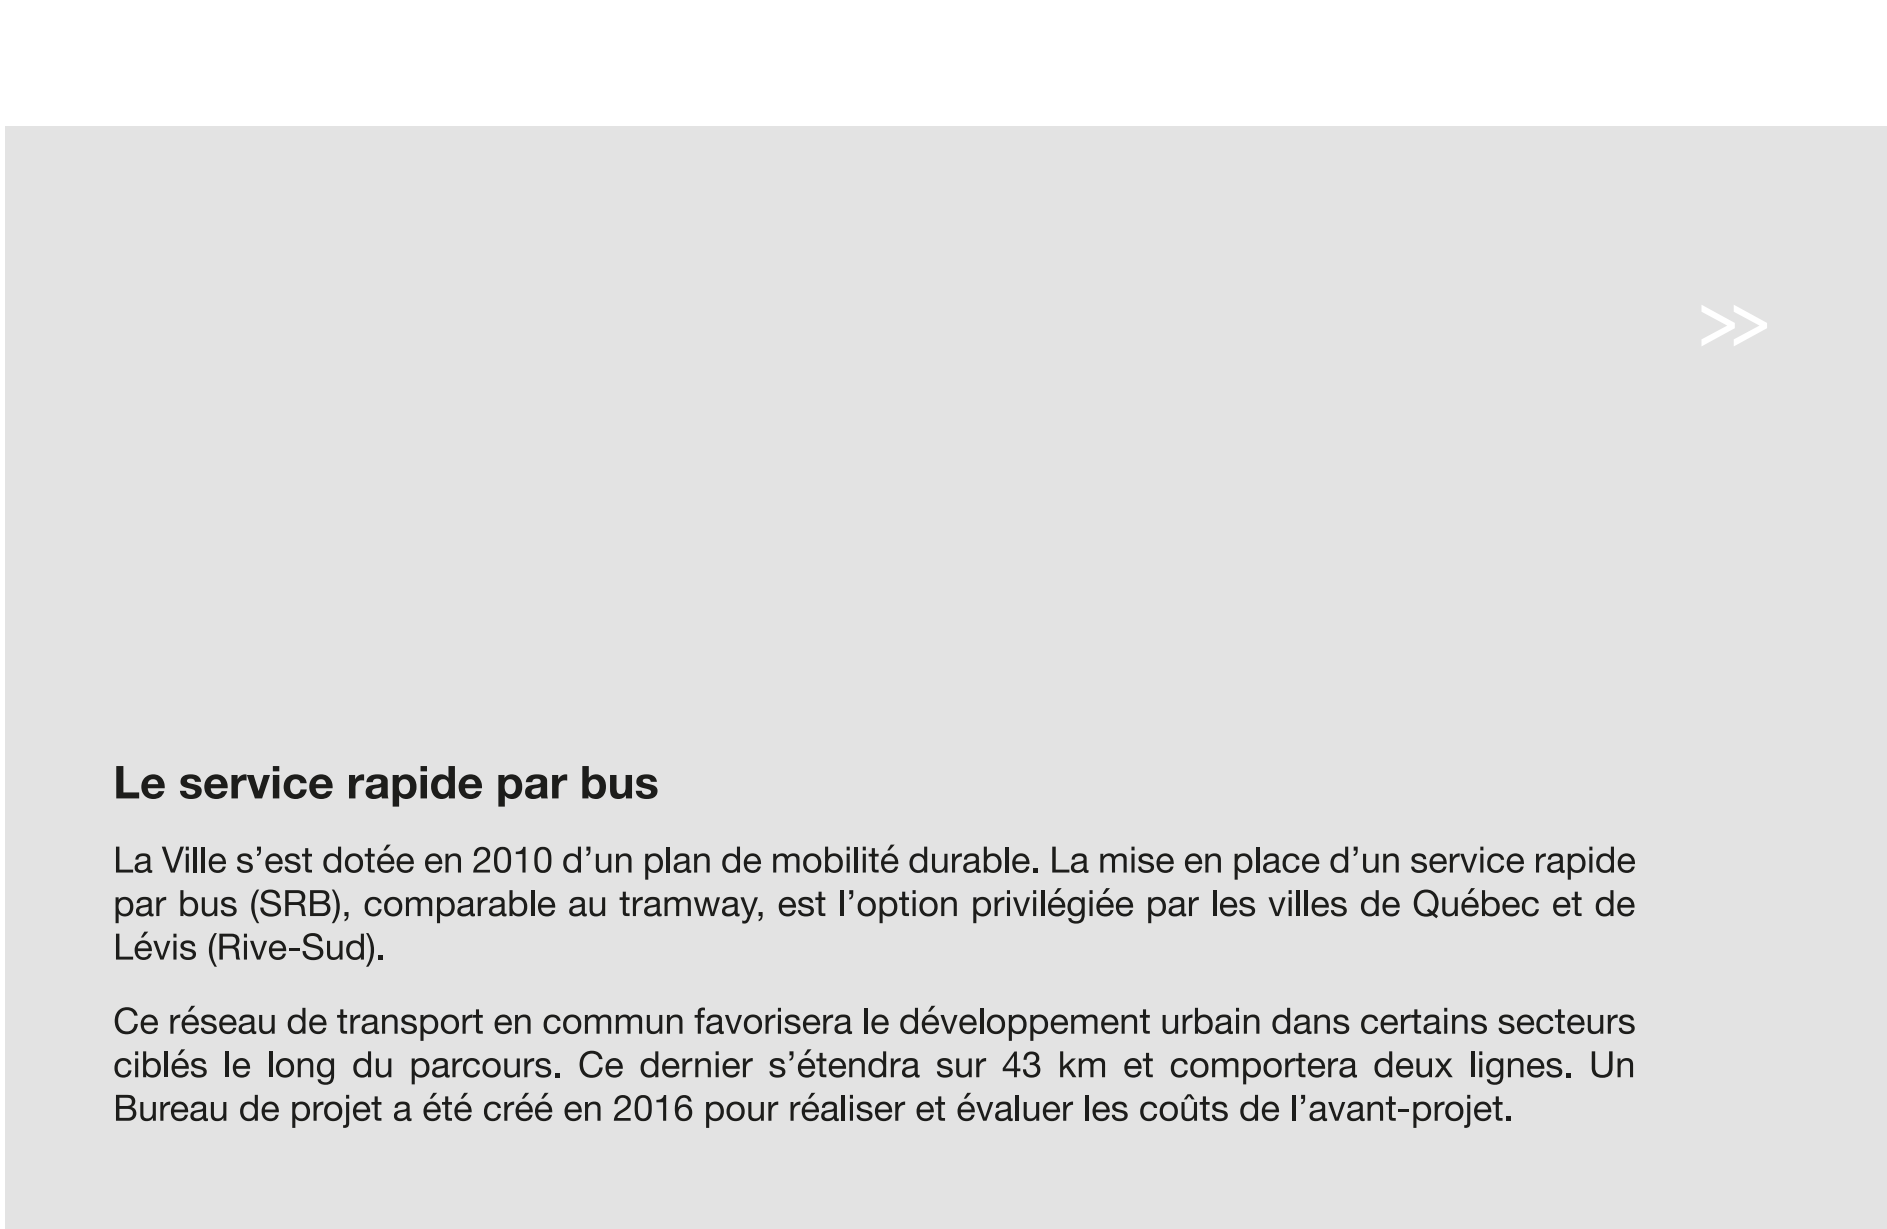 >>
Le service rapide par bus
La Ville s’est dotée en 2010 d’un plan de mobilité durable. La mise en place d’un service rapide
par bus (SRB), comparable au tramway, est l’option privilégiée par les villes de Québec et de
Lévis (Rive-Sud).
Ce réseau de transport en commun favorisera le développement urbain dans certains secteurs
ciblés le long du parcours. Ce dernier s’étendra sur 43 km et comportera deux lignes. Un
Bureau de projet a été créé en 2016 pour réaliser et évaluer les coûts de l’avant-projet.